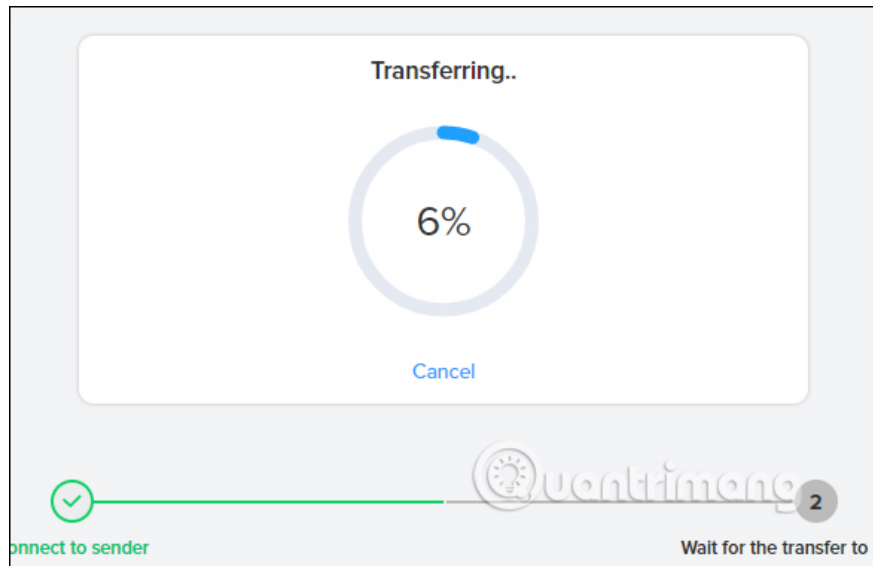 Transferring..
6%
Cancel
Quantrimang
2
onnect to sender
Wait for the transfer to